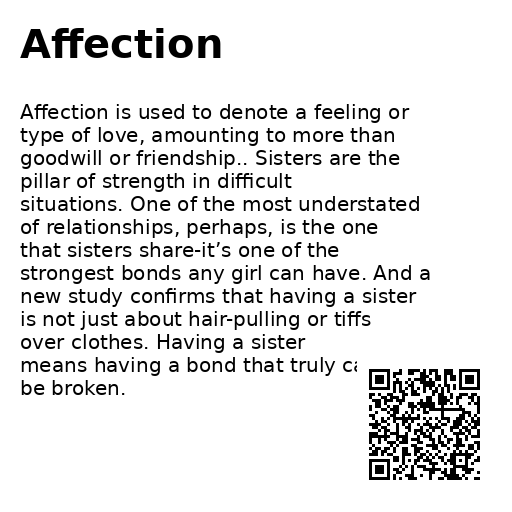 Affection
Affection is used to denote a feeling or
type of love, amounting to more than
goodwill or friendship.. Sisters are the
pillar of strength in difficult
situations. One of the most understated
of relationships, perhaps, is the one
that sisters share-it’s one of the
strongest bonds any girl can have. And a
new study confirms that having a sister
is not just about hair-pulling or tiffs
over clothes. Having a sister
means having a bond that truly
be broken.